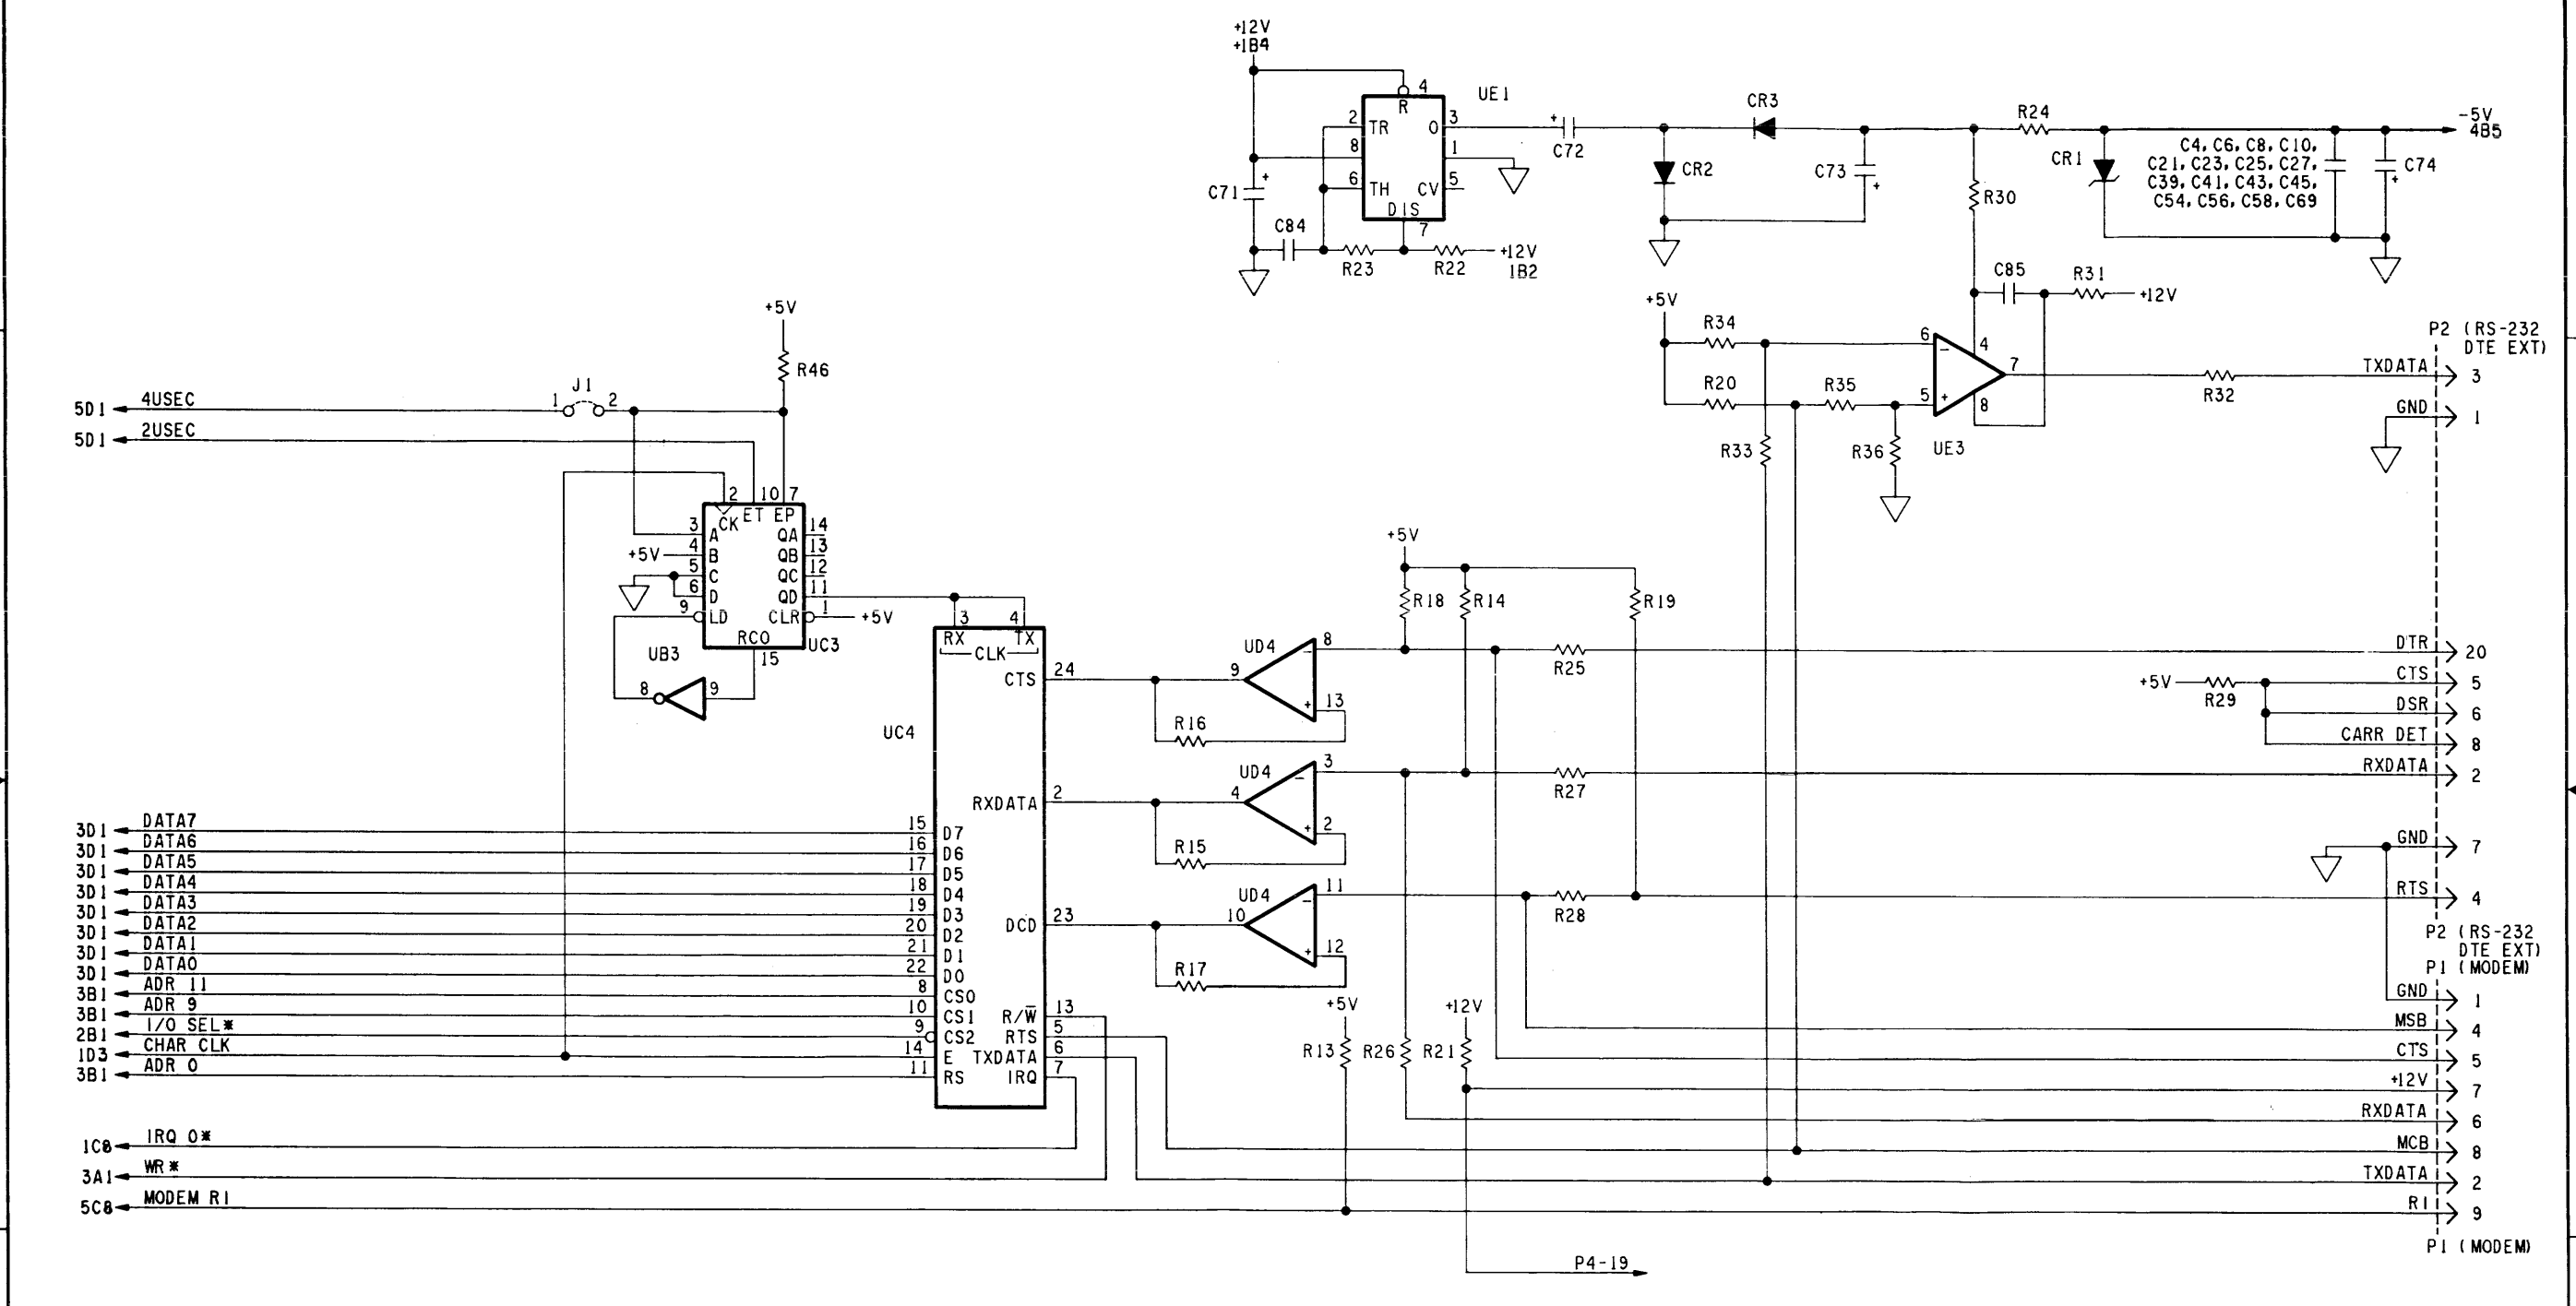 +12V
+1B4
4
UE1
R
2 TR
O 3
8
1
6 TH
CV 5
DIS
7
C71
+
C84
R23
R22
+12V
1B2
+
C72
CR3
CR2
C73
+
R24
R30
CR1
C4, C6, C8, C10,
C21, C23, C25, C27,
C39, C41, C43, C45,
C54, C56, C58, C69
C74
+
-5V
4B5
C85
R31
+12V
+5V
R34
R20
R35
R33
R36
6
-
5
+
4
7
8
UE3
R32
P2 (RS-232
DTE EXT)
TXDATA 3
GND 1
+5V
R46
J1
1 2
5D1 4USEC
5D1 2USEC
2 10 7
CK ET EP
3 A QA 14
+5V 4 B QB 13
5 C QC 12
6 D QD 11
9 LD CLR 1 +5V
RCO
15
UC3
UB3
8 9
3 4
RX TX
CLK
UC4
CTS 24
RXDATA 2
DCD 23
R/W 13
RTS 5
TXDATA 6
IRQ 7
+5V
R18
R14
R19
UD4
8
-
9
+
13
R16
R25
UD4
3
-
4
+
2
R15
R27
UD4
11
-
10
+
12
R17
R28
DTR 20
+5V R29
CTS 5
DSR 6
CARR DET 8
RXDATA 2
GND 7
RTS 4
P2 (RS-232
DTE EXT)
P1 (MODEM)
3D1 DATA7 15 D7
3D1 DATA6 16 D6
3D1 DATA5 17 D5
3D1 DATA4 18 D4
3D1 DATA3 19 D3
3D1 DATA2 20 D2
3D1 DATA1 21 D1
3D1 DATA0 22 D0
3B1 ADR 11 8 CS0
3B1 ADR 9 10 CS1
2B1 I/O SEL* 9 CS2
1D3 CHAR CLK 14 E
3B1 ADR 0 11 RS
1C8 IRQ 0*
3A1 WR*
5C8 MODEM RI
+5V
R13
R26
+12V
R21
GND 1
MSB 4
CTS 5
+12V 7
RXDATA 6
MCB 8
TXDATA 2
RI 9
P1 (MODEM)
P4-19